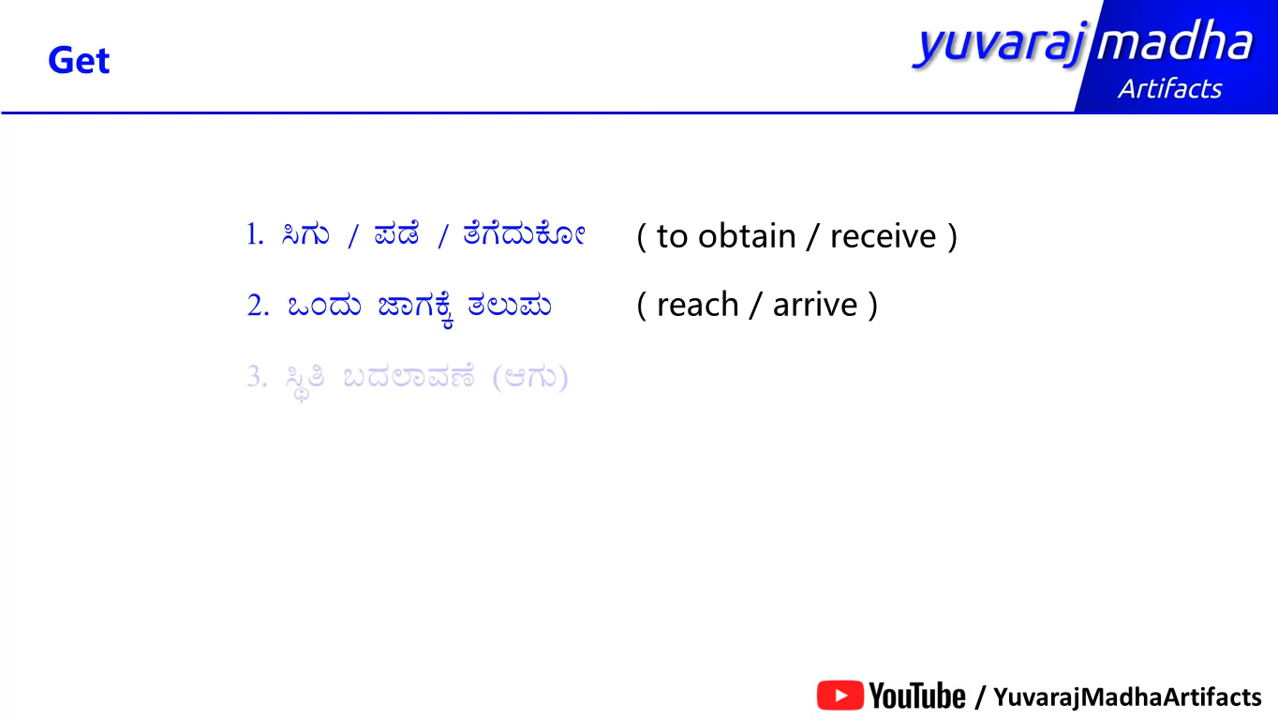 Get
yuvaraj madha
Artifacts
1. ಸಿಗು / ಪಡೆ / ತೆಗೆದುಕೋ ( to obtain / receive )
2. ಒಂದು ಜಾಗಕ್ಕೆ ತಲುಪು ( reach / arrive )
3. ಸ್ಥಿತಿ ಬದಲಾವಣೆ (ಆಗು)
YouTube / YuvarajMadhaArtifacts